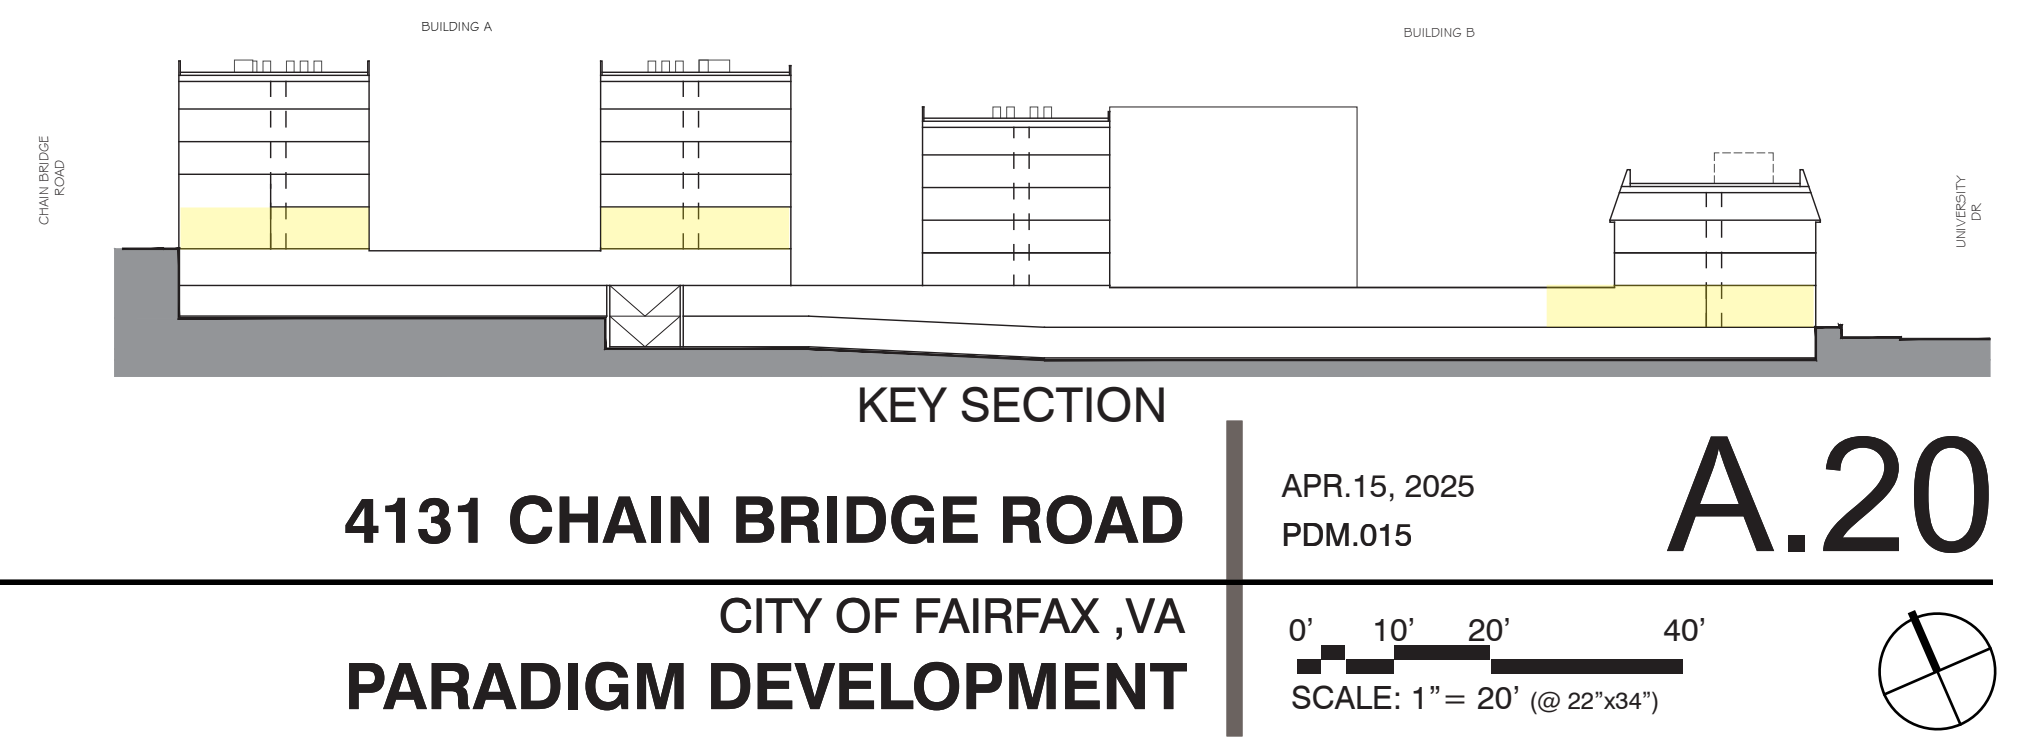 BUILDING A
BUILDING B
CHAIN BRIDGE
ROAD
UNIVERSITY
DR
KEY SECTION
4131 CHAIN BRIDGE ROAD
APR.15, 2025
PDM.015
A.20
CITY OF FAIRFAX ,VA
PARADIGM DEVELOPMENT
0’ 10’ 20’ 40’
SCALE: 1”= 20’ (@ 22”x34”)